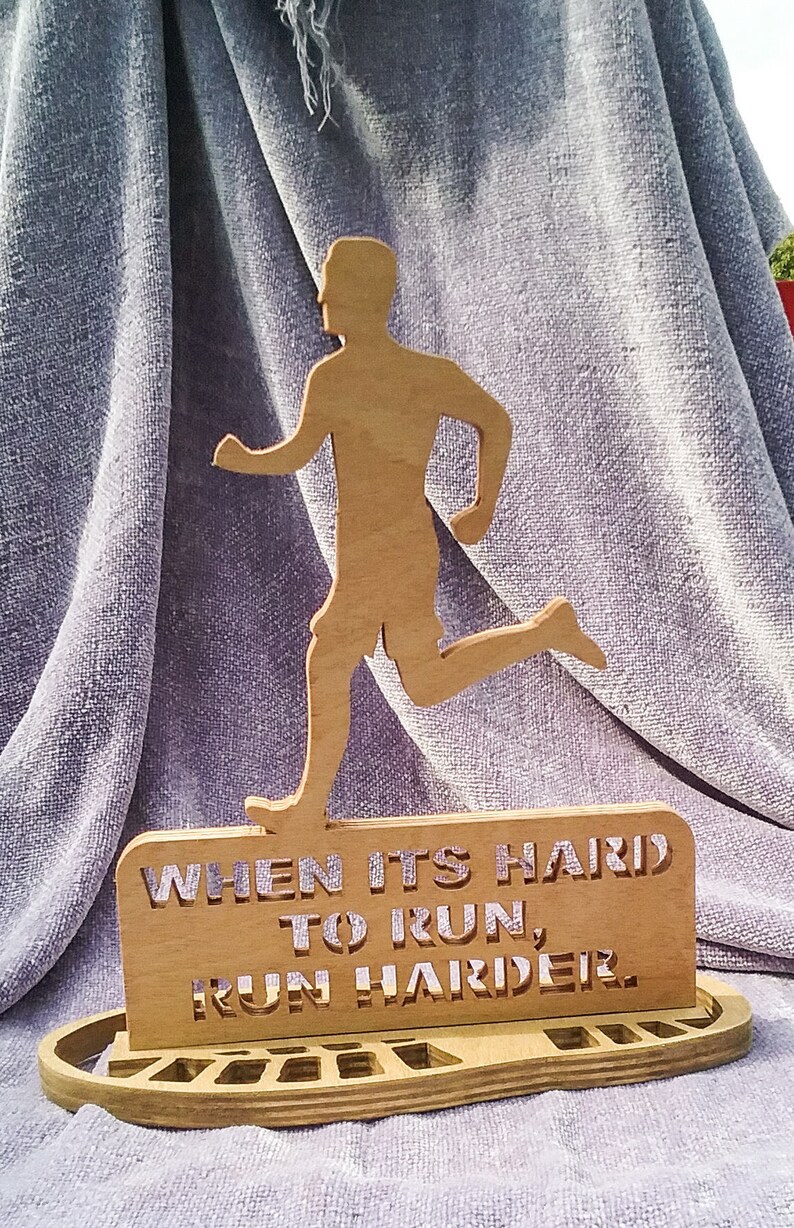 WHEN ITS HARD
TO RUN,
RUN HARDER.